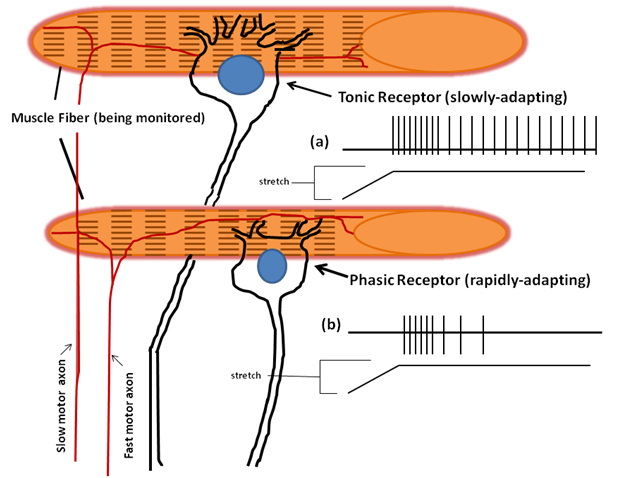 Tonic Receptor (slowly-adapting)
Muscle Fiber (being monitored)
(a)
stretch
Phasic Receptor (rapidly-adapting)
(b)
stretch
Slow motor axon
Fast motor axon